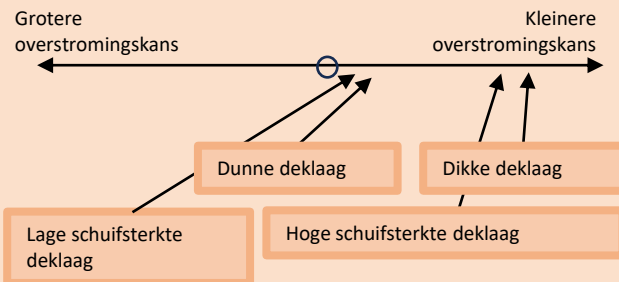 Grotere
overstromingskans
Kleinere
overstromingskans
Dunne deklaag
Dikke deklaag
Lage schuifsterkte
deklaag
Hoge schuifsterkte deklaag